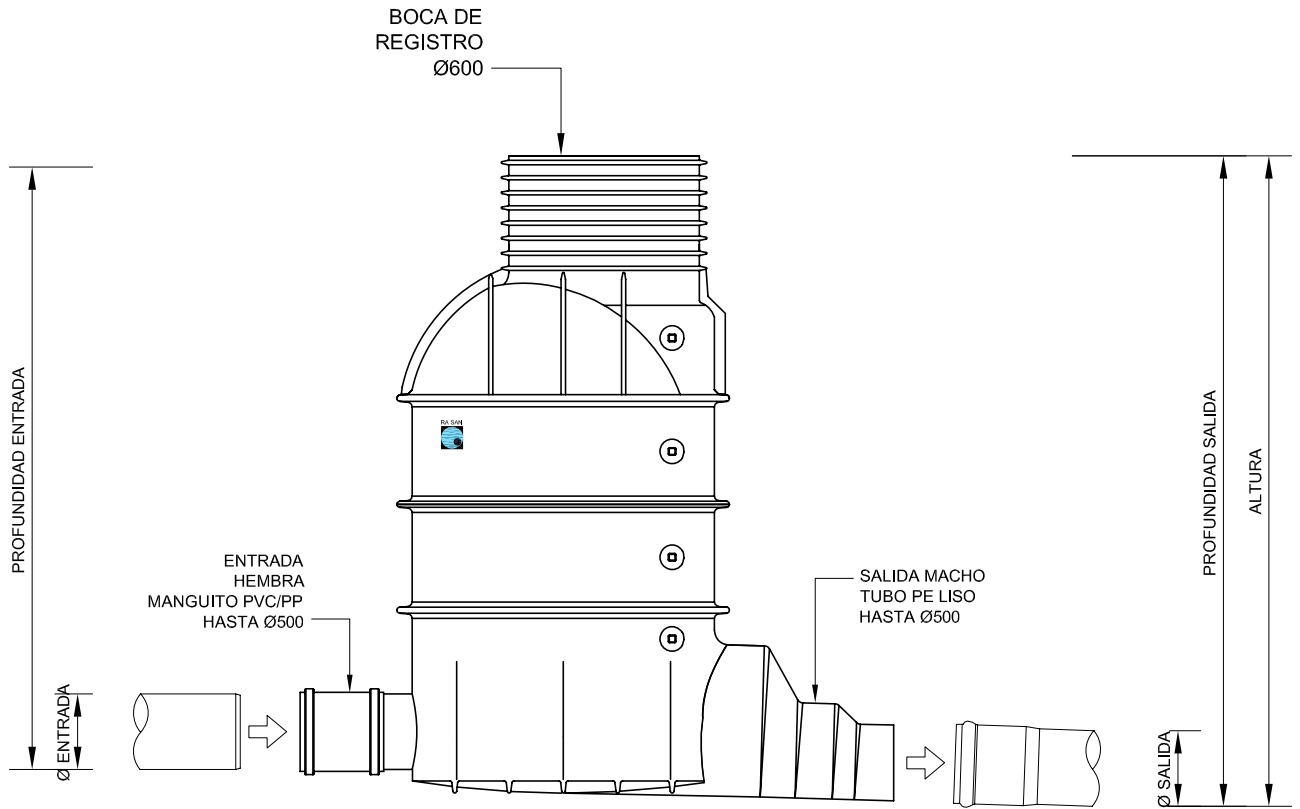 BOCA DE
REGISTRO
Ø600
PROFUNDIDAD ENTRADA
Ø ENTRADA
RA SAN
ENTRADA
HEMBRA
MANGUITO PVC/PP
HASTA Ø500
SALIDA MACHO
TUBO PE LISO
HASTA Ø500
Ø SALIDA
PROFUNDIDAD SALIDA
ALTURA